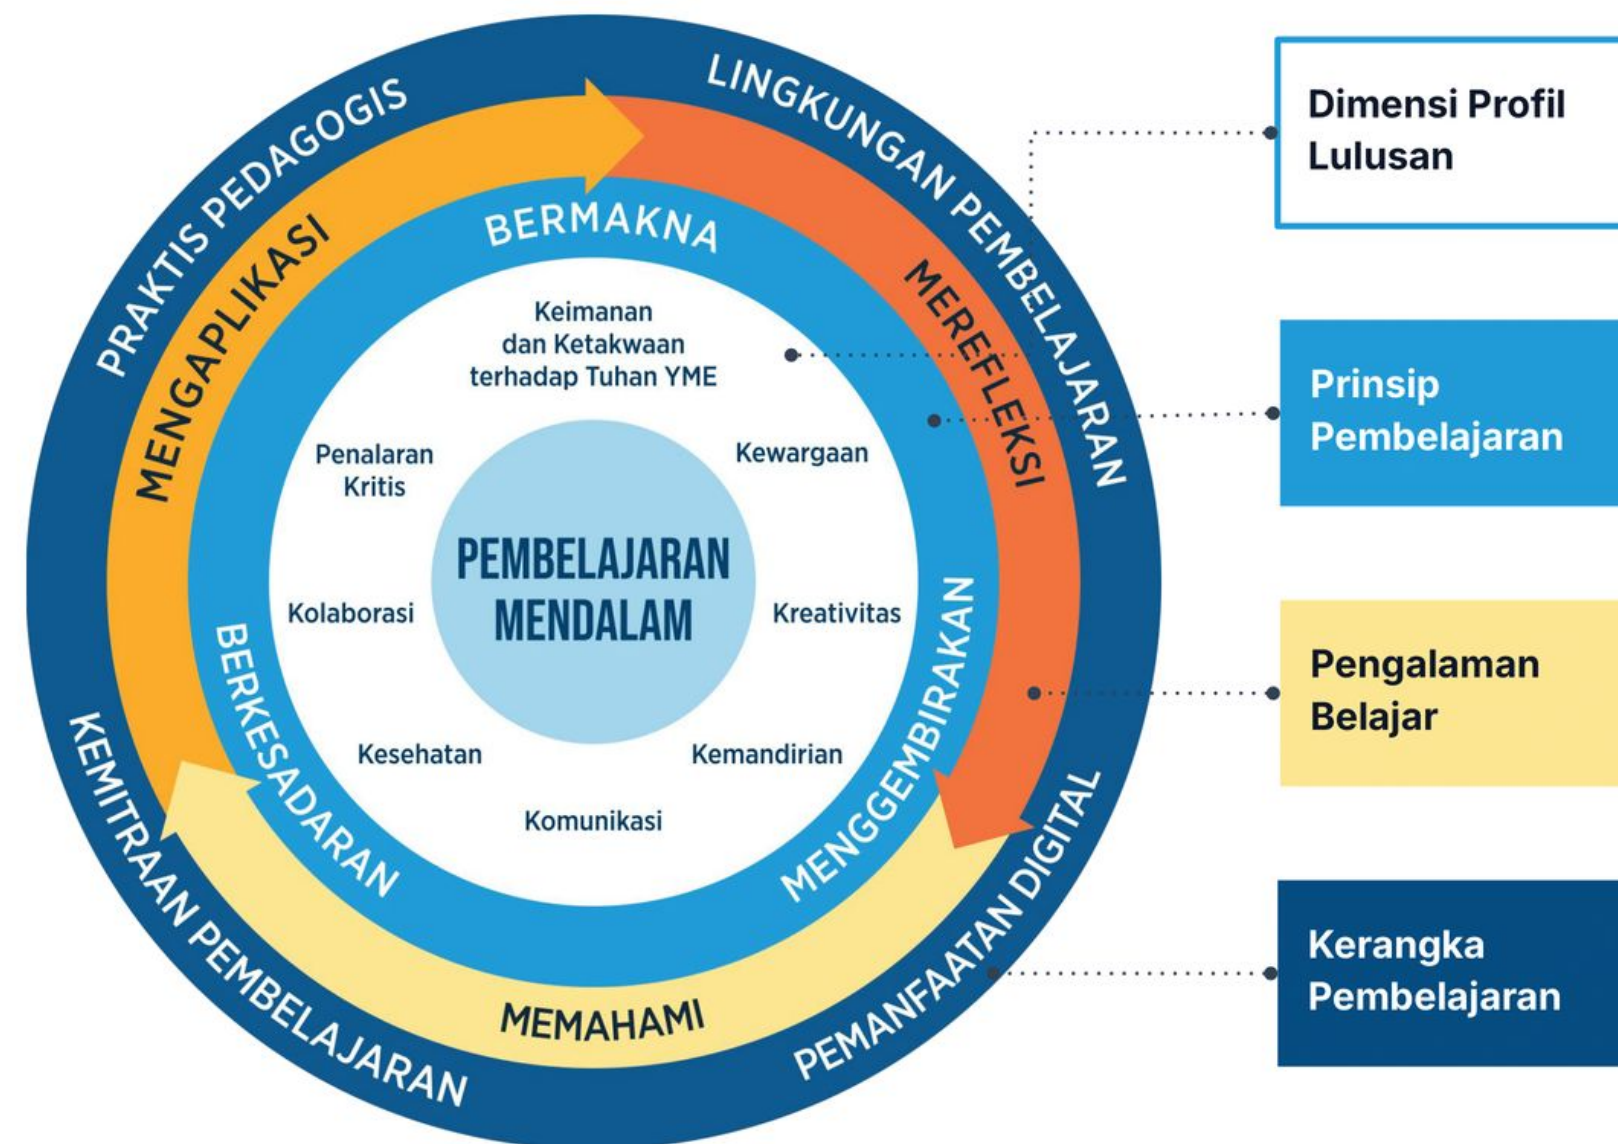 PRAKTIS PEDAGOGIS
LINGKUNGAN PEMBELAJARAN
PEMANFAATAN DIGITAL
KEMITRAAN PEMBELAJARAN
MENGAPLIKASI
MEREFLEKSI
MEMAHAMI
BERMAKNA
MENGGEMBIRAKAN
BERKESADARAN
Keimanan
dan Ketakwaan
terhadap Tuhan YME
Kewargaan
Kreativitas
Kemandirian
Komunikasi
Kesehatan
Kolaborasi
Penalaran
Kritis
PEMBELAJARAN
MENDALAM
Dimensi Profil
Lulusan
Prinsip
Pembelajaran
Pengalaman
Belajar
Kerangka
Pembelajaran